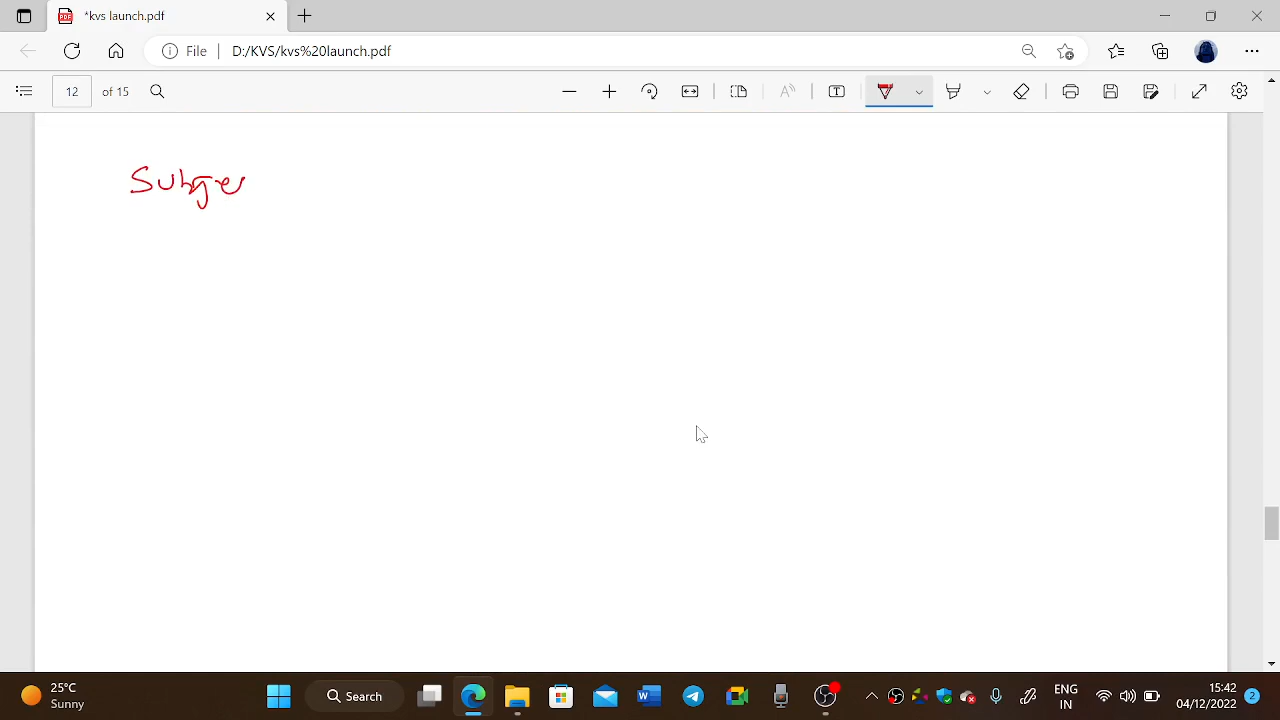 *kvs launch.pdf
File D:/KVS/kvs%20launch.pdf
12 of 15
Subje
25°C
Sunny
Search
ENG
IN
15:42
04/12/2022
2